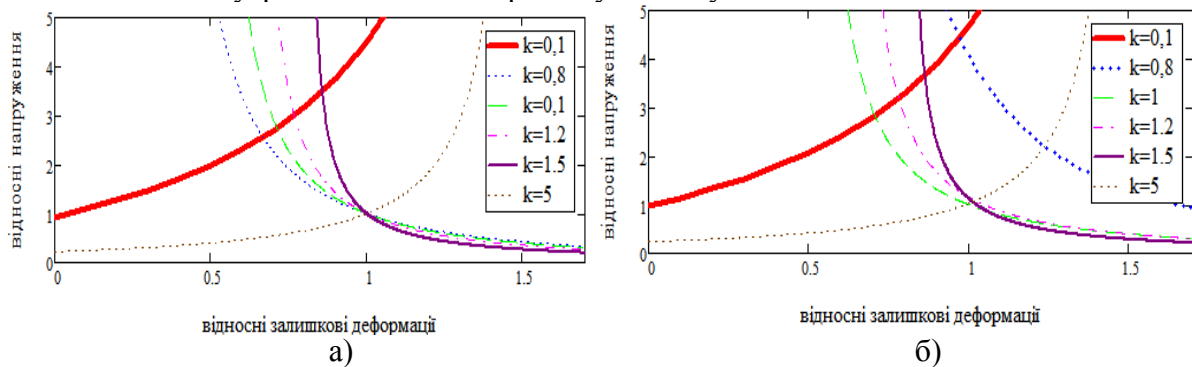 відносні напруження
5
4
3
2
1
0
0
0.5
1
1.5
k=0,1
k=0,8
k=0,1
k=1.2
k=1.5
k=5
відносні залишкові деформації
а)
відносні напруження
5
4
3
2
1
0
0
0.5
1
1.5
k=0,1
k=0,8
k=1
k=1.2
k=1.5
k=5
відносні залишкові деформації
б)